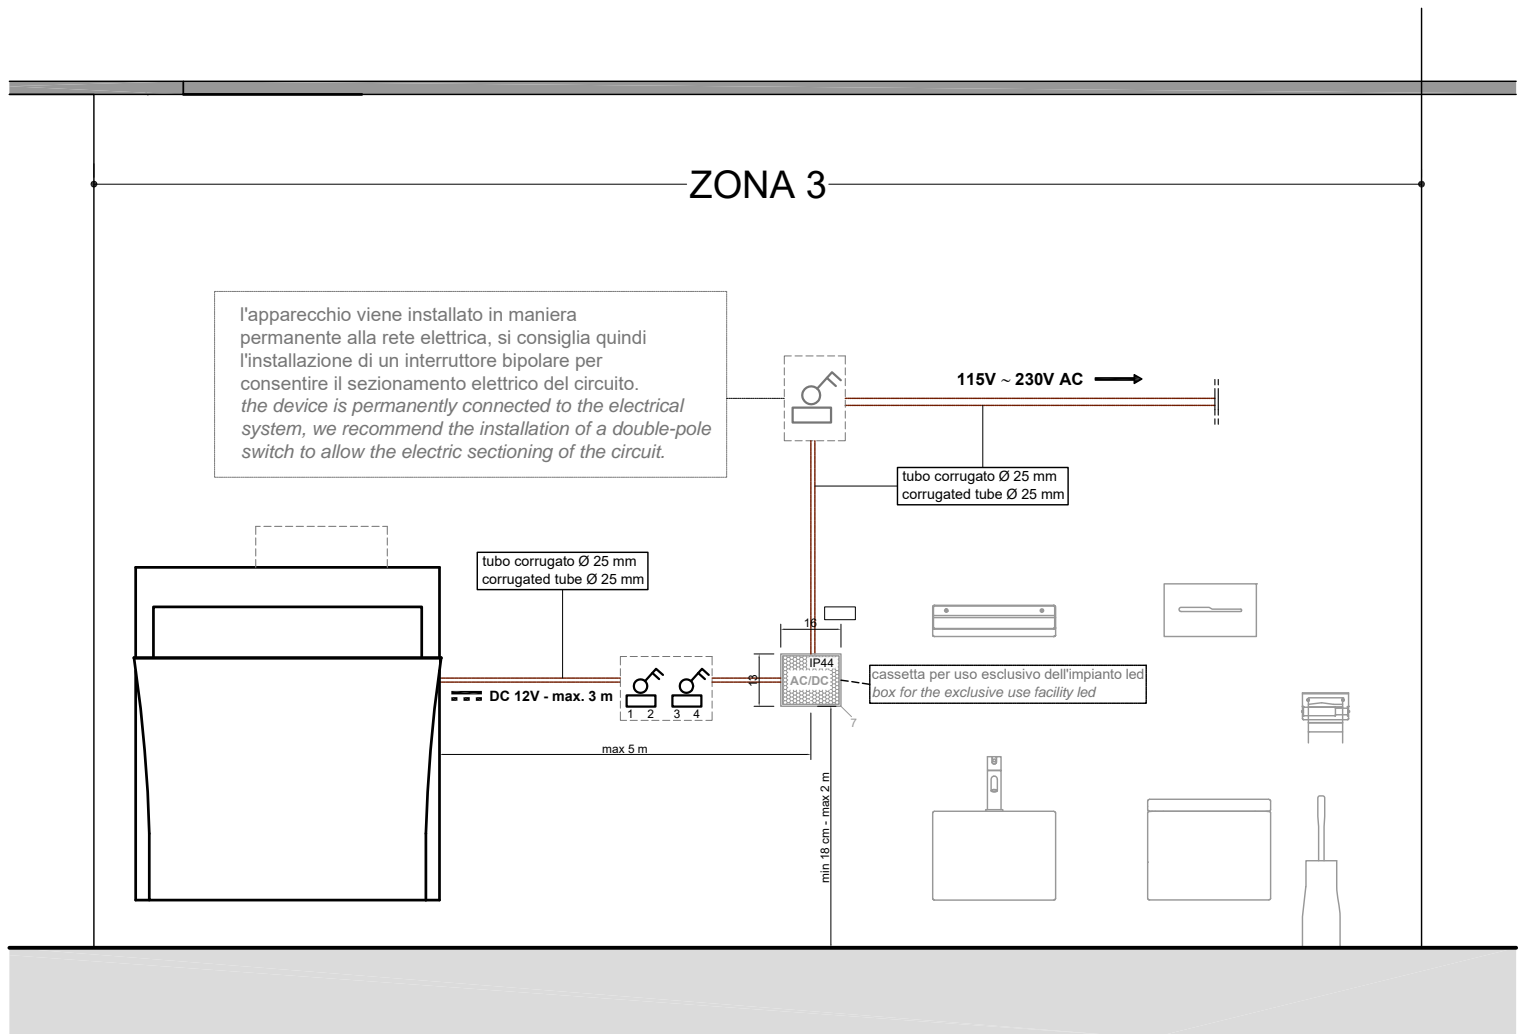 ZONA 3
l'apparecchio viene installato in maniera
permanente alla rete elettrica, si consiglia quindi
l'installazione di un interruttore bipolare per
consentire il sezionamento elettrico del circuito.
the device is permanently connected to the electrical
system, we recommend the installation of a double-pole
switch to allow the electric sectioning of the circuit.
115V ~ 230V AC
tubo corrugato Ø 25 mm
corrugated tube Ø 25 mm
tubo corrugato Ø 25 mm
corrugated tube Ø 25 mm
16
13
IP44
AC/DC
cassetta per uso esclusivo dell'impianto led
box for the exclusive use facility led
DC 12V - max. 3 m
1 2 3 4
7
max 5 m
min 18 cm - max 2 m